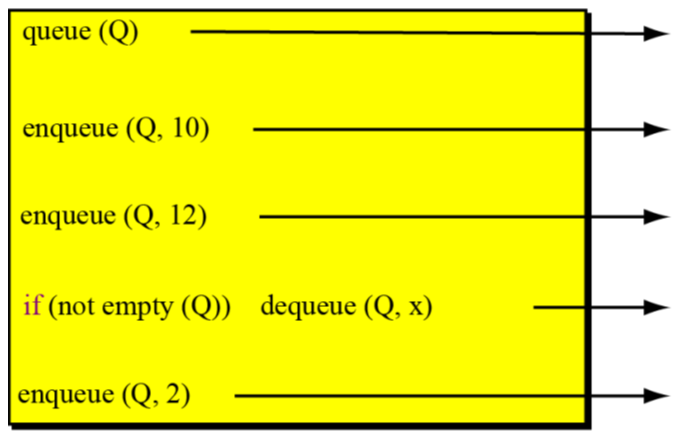 queue (Q)
enqueue (Q, 10)
enqueue (Q, 12)
if (not empty (Q)) dequeue (Q, x)
enqueue (Q, 2)